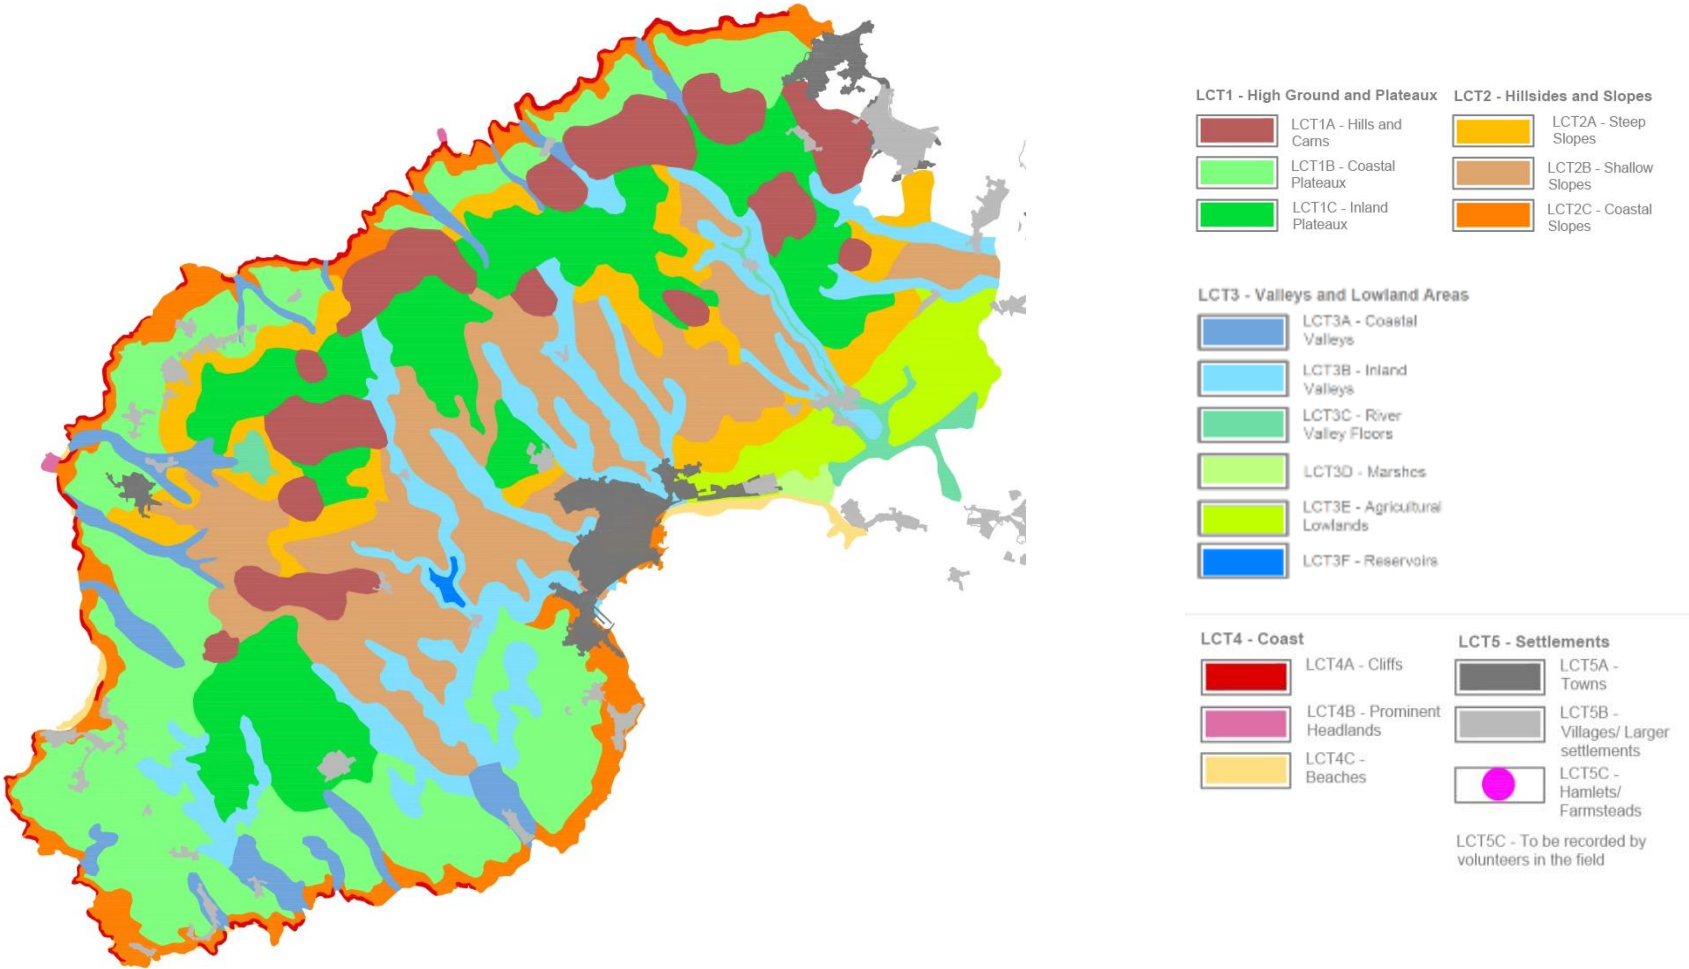 LCT1 - High Ground and Plateaux
LCT1A - Hills and
Carns
LCT1B - Coastal
Plateaux
LCT1C - Inland
Plateaux
LCT2 - Hillsides and Slopes
LCT2A - Steep
Slopes
LCT2B - Shallow
Slopes
LCT2C - Coastal
Slopes
LCT3 - Valleys and Lowland Areas
LCT3A - Coastal
Valleys
LCT3B - Inland
Valleys
LCT3C - River
Valley Floors
LCT3D - Marshes
LCT3E - Agricultural
Lowlands
LCT3F - Reservoirs
LCT4 - Coast
LCT4A - Cliffs
LCT4B - Prominent
Headlands
LCT4C -
Beaches
LCT5 - Settlements
LCT5A -
Towns
LCT5B -
Villages/ Larger
settlements
LCT5C -
Hamlets/
Farmsteads
LCT5C - To be recorded by
volunteers in the field